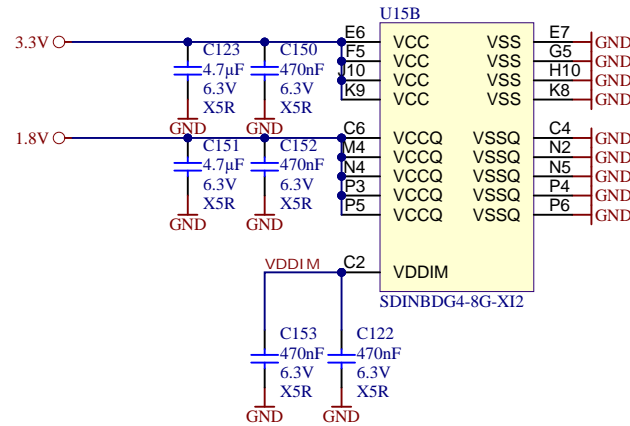 U15B
3.3V
E6 VCC VSS E7 GND
F5 VCC VSS G5 GND
J10 VCC VSS H10 GND
K9 VCC VSS K8 GND
C123 C150
4.7µF 470nF
6.3V 6.3V
X5R X5R
GND GND
1.8V
C6 VCCQ VSSQ C4 GND
M4 VCCQ VSSQ N2 GND
N4 VCCQ VSSQ N5 GND
P3 VCCQ VSSQ P4 GND
P5 VCCQ VSSQ P6 GND
C151 C152
4.7µF 470nF
6.3V 6.3V
X5R X5R
GND GND
VDDIM C2 VDDIM
SDINBDG4-8G-XI2
C153 C122
470nF 470nF
6.3V 6.3V
X5R X5R
GND GND